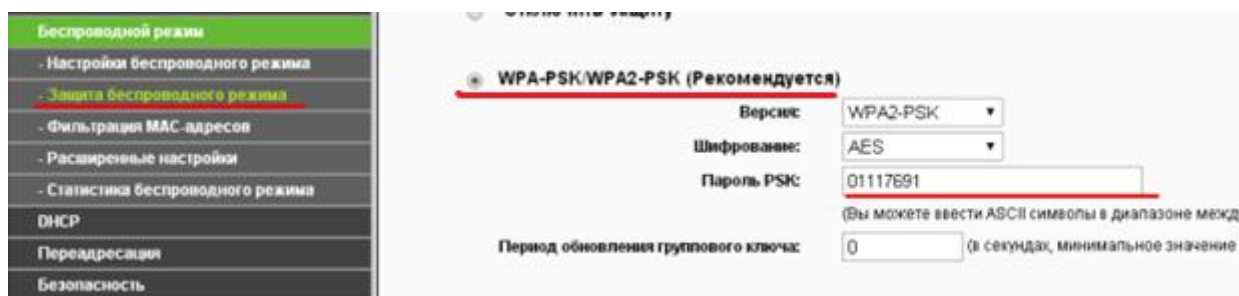 Беспроводной режим
- Настройки беспроводного режима
- Защита беспроводного режима
- Фильтрация MAC-адресов
- Расширенные настройки
- Статистика беспроводного режима
DHCP
Переадресация
Безопасность
Отключить защиту
WPA-PSK/WPA2-PSK (Рекомендуется)
Версия: WPA2-PSK
Шифрование: AES
Пароль PSK: 01117691
(Вы можете ввести ASCII символы в диапазоне межд
Период обновления группового ключа: 0 (в секундах, минимальное значение